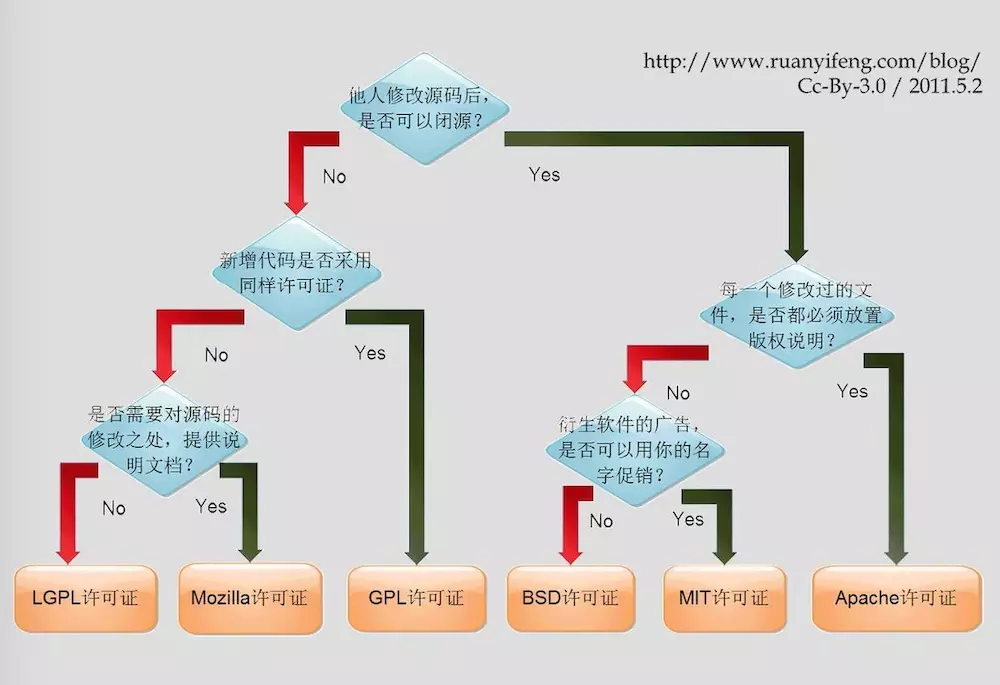 http://www.ruanyifeng.com/blog/
Cc-By-3.0 / 2011.5.2
他人修改源码后，
是否可以闭源？
No
Yes
新增代码是否采用
同样许可证？
每一个修改过的文
件，是否都必须放置
版权说明？
No
Yes
No
Yes
是否需要对源码的
修改之处，提供说
明文档？
衍生软件的广告，
是否可以用你的名
字促销？
No
Yes
No
Yes
LGPL许可证
Mozilla许可证
GPL许可证
BSD许可证
MIT许可证
Apache许可证